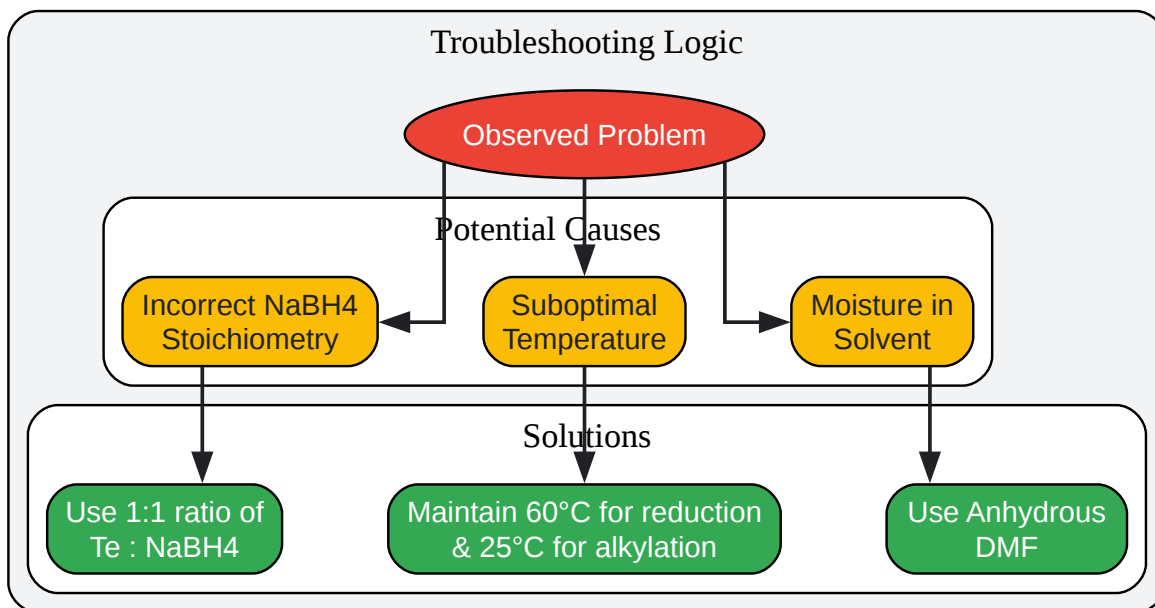 Troubleshooting Logic
Observed Problem
Potential Causes
Incorrect NaBH4
Stoichiometry
Suboptimal
Temperature
Moisture in
Solvent
Solutions
Use 1:1 ratio of
Te : NaBH4
Maintain 60°C for reduction
& 25°C for alkylation
Use Anhydrous
DMF